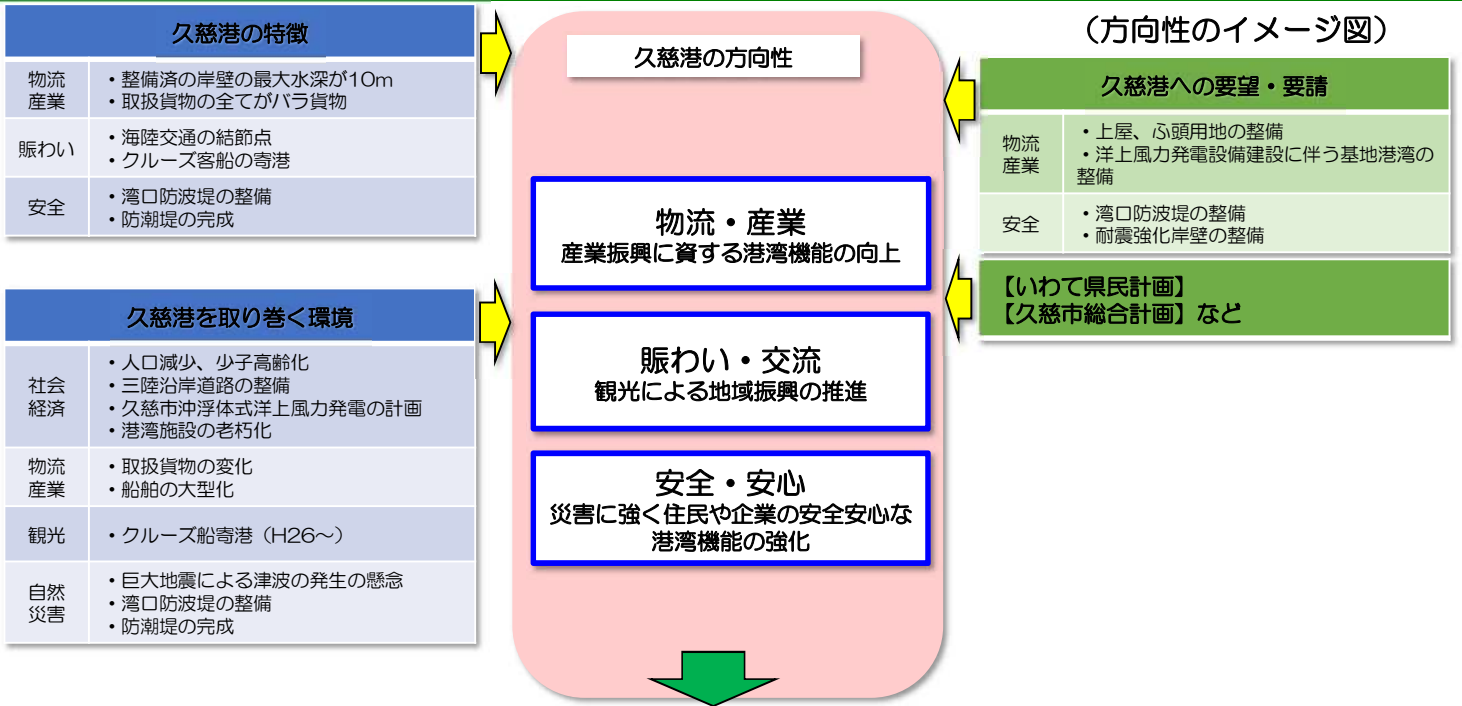 久慈港の特徴
物流
産業
・整備済の岸壁の最大水深が10m
・取扱貨物の全てがバラ貨物
賑わい
・海陸交通の結節点
・クルーズ客船の寄港
安全
・湾口防波堤の整備
・防潮堤の完成
久慈港を取り巻く環境
社会
経済
・人口減少、少子高齢化
・三陸沿岸道路の整備
・久慈市沖浮体式洋上風力発電の計画
・港湾施設の老朽化
物流
産業
・取扱貨物の変化
・船舶の大型化
観光
・クルーズ船寄港（H26～）
自然
災害
・巨大地震による津波の発生の懸念
・湾口防波堤の整備
・防潮堤の完成
久慈港の方向性
物流・産業
産業振興に資する港湾機能の向上
賑わい・交流
観光による地域振興の推進
安全・安心
災害に強く住民や企業の安全安心な
港湾機能の強化
（方向性のイメージ図）
久慈港への要望・要請
物流
産業
・上屋、ふ頭用地の整備
・洋上風力発電設備建設に伴う基地港湾の
整備
安全
・湾口防波堤の整備
・耐震強化岸壁の整備
【いわて県民計画】
【久慈市総合計画】など